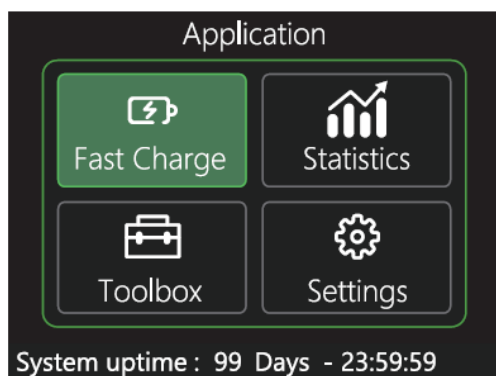 Application
Fast Charge
Statistics
Toolbox
Settings
System uptime : 99 Days - 23:59:59